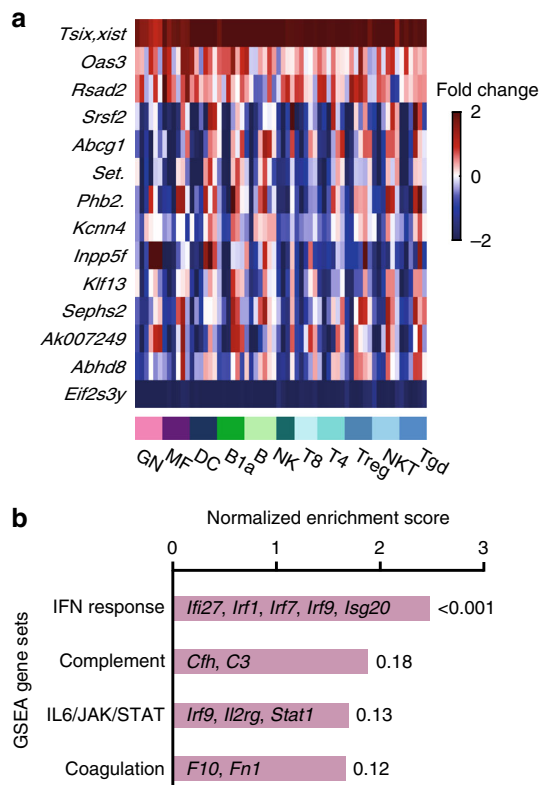 a
Tsix,xist
Oas3
Rsad2
Srsf2
Abcg1
Set.
Phb2.
Kcnn4
Inpp5f
Klf13
Sephs2
Ak007249
Abhd8
Eif2s3y
Fold change
2
0
−2
GN MF DC B1a B NK T8 T4 Treg NKT Tgd
b
Normalized enrichment score
0 1 2 3
GSEA gene sets
IFN response Ifi27, Irf1, Irf7, Irf9, Isg20 <0.001
Complement Cfh, C3 0.18
IL6/JAK/STAT Irf9, Il2rg, Stat1 0.13
Coagulation F10, Fn1 0.12